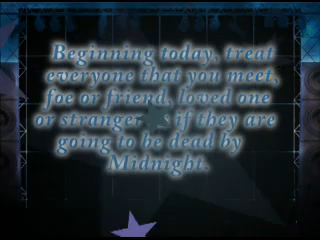 Beginning today, treat
everyone that you meet,
foe or friend, loved one
or stranger as if they are
going to be dead by
Midnight.